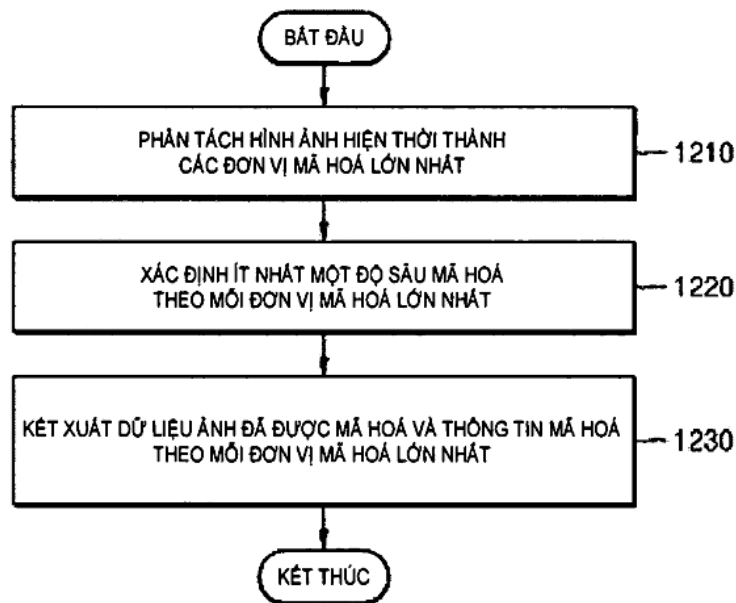 BẮT ĐẦU
PHÂN TÁCH HÌNH ẢNH HIỆN THỜI THÀNH
CÁC ĐƠN VỊ MÃ HOÁ LỚN NHẤT
1210
XÁC ĐỊNH ÍT NHẤT MỘT ĐỘ SÂU MÃ HOÁ
THEO MỖI ĐƠN VỊ MÃ HOÁ LỚN NHẤT
1220
KẾT XUẤT DỮ LIỆU ẢNH ĐÃ ĐƯỢC MÃ HOÁ VÀ THÔNG TIN MÃ HOÁ
THEO MỖI ĐƠN VỊ MÃ HOÁ LỚN NHẤT
1230
KẾT THÚC